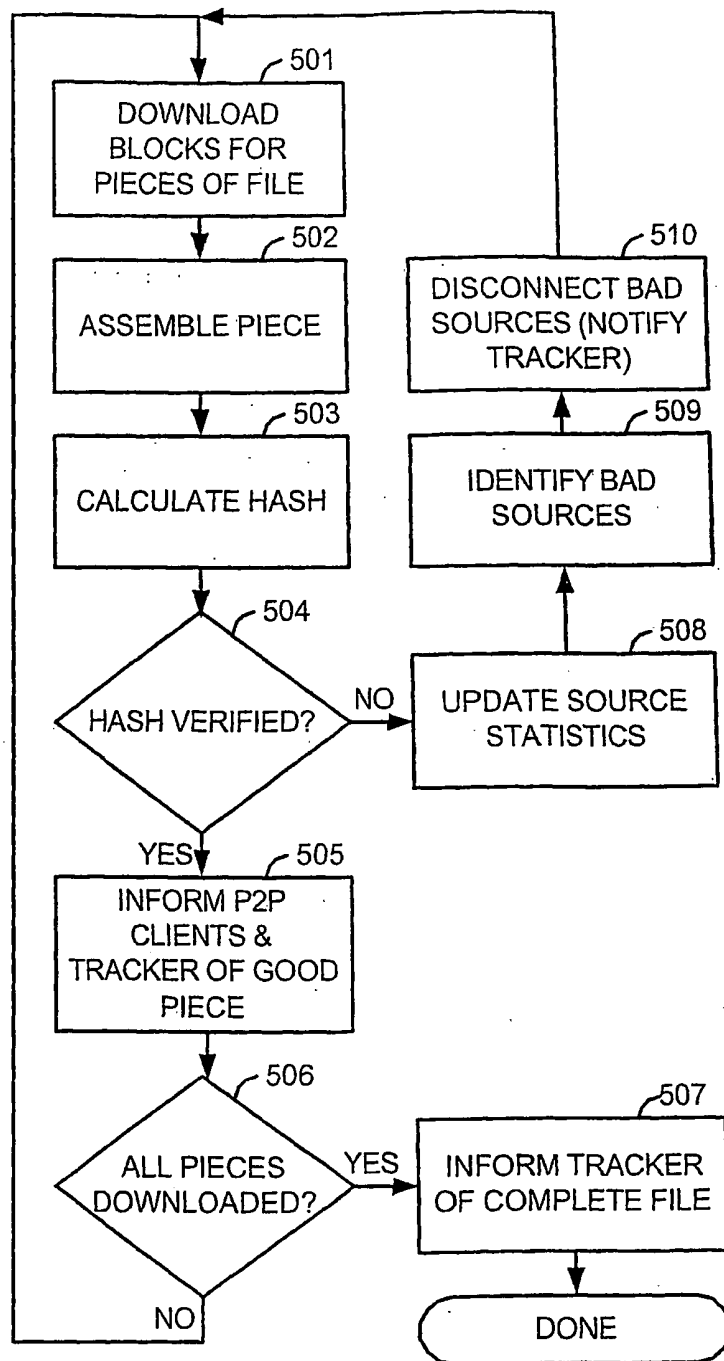 501
DOWNLOAD
BLOCKS FOR
PIECES OF FILE
502
ASSEMBLE PIECE
503
CALCULATE HASH
504
HASH VERIFIED?
NO
YES
505
INFORM P2P
CLIENTS &
TRACKER OF GOOD
PIECE
506
ALL PIECES
DOWNLOADED?
YES
NO
507
INFORM TRACKER
OF COMPLETE FILE
DONE
508
UPDATE SOURCE
STATISTICS
509
IDENTIFY BAD
SOURCES
510
DISCONNECT BAD
SOURCES (NOTIFY
TRACKER)